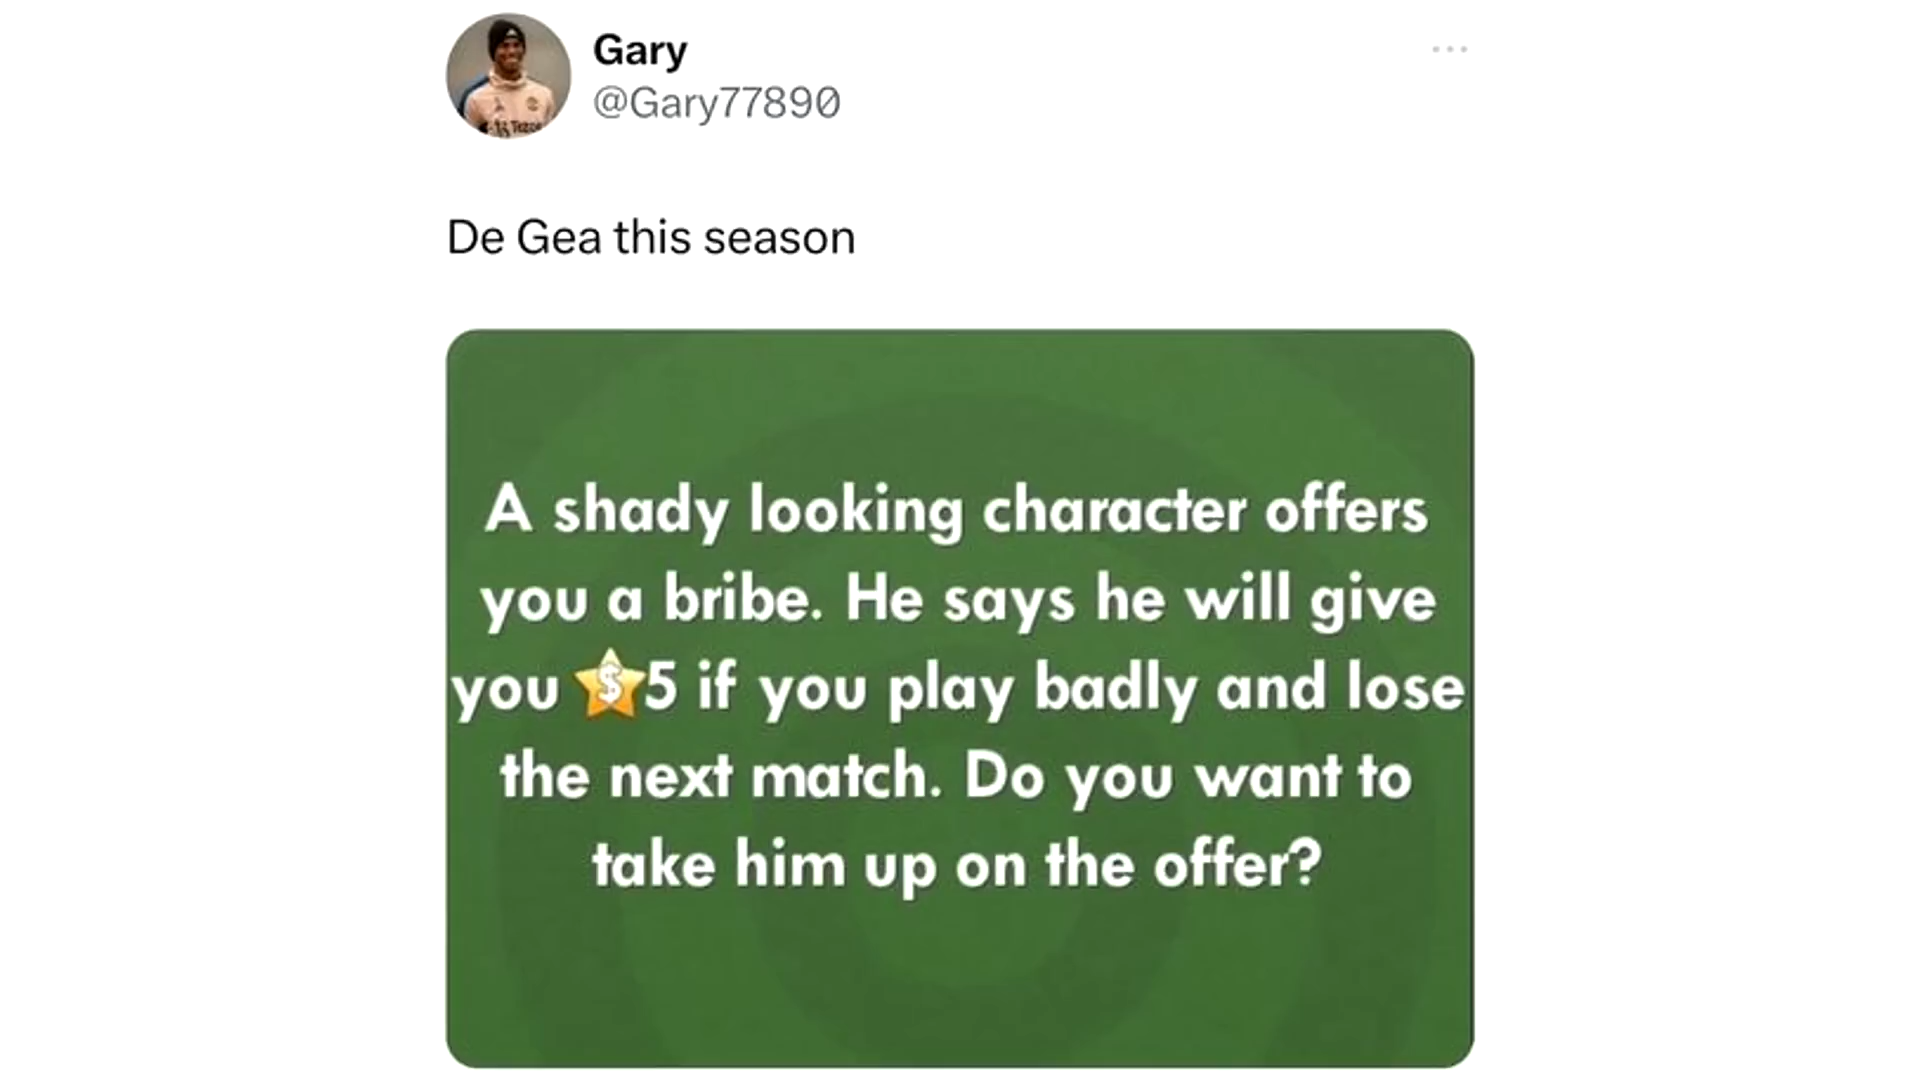 Gary
@Gary77890
De Gea this season
A shady looking character offers
you a bribe. He says he will give
you $5 if you play badly and lose
the next match. Do you want to
take him up on the offer?